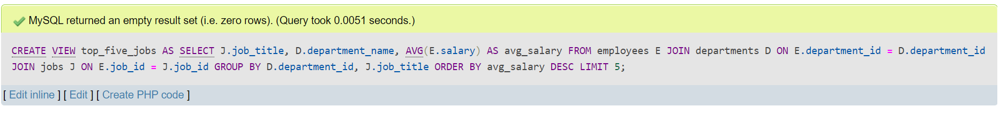 MySQL returned an empty result set (i.e. zero rows). (Query took 0.0051 seconds.)
CREATE VIEW top_five_jobs AS SELECT J.job_title, D.department_name, AVG(E.salary) AS avg_salary FROM employees E JOIN departments D ON E.department_id = D.department_id
JOIN jobs J ON E.job_id = J.job_id GROUP BY D.department_id, J.job_title ORDER BY avg_salary DESC LIMIT 5;
[ Edit inline ] [ Edit ] [ Create PHP code ]